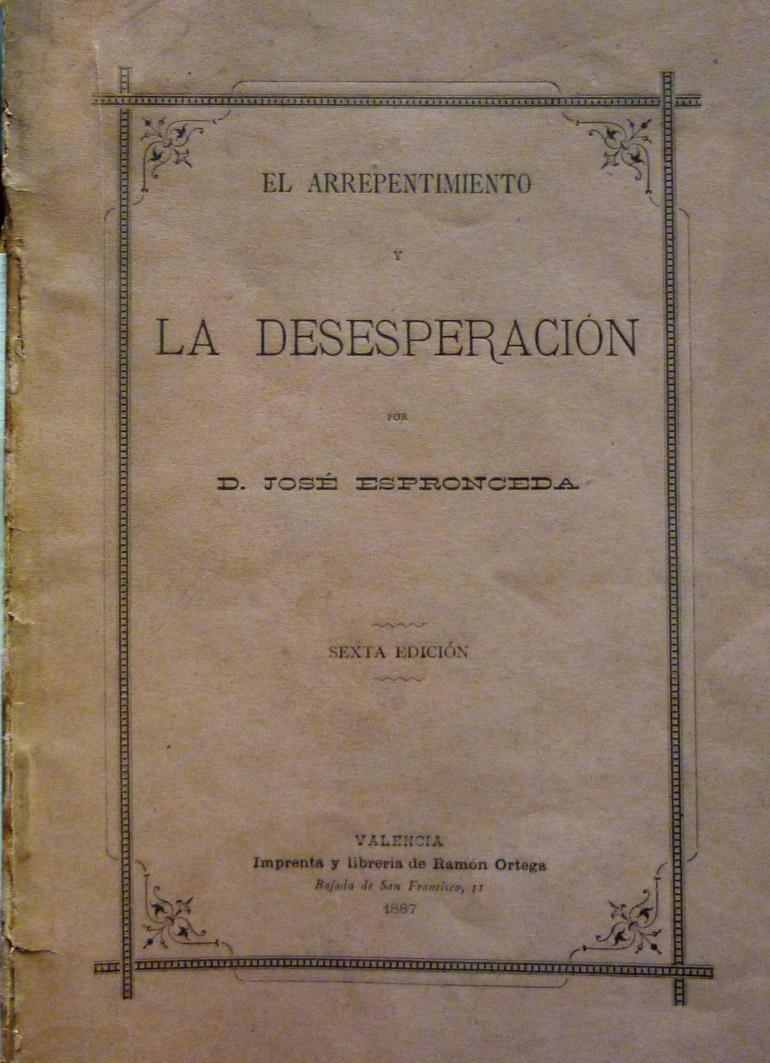 EL ARREPENTIMIENTO
Y
LA DESESPERACIÓN
POR
D. JOSÉ ESPRONCEDA
SEXTA EDICIÓN
VALENCIA
Imprenta y librería de Ramón Ortega
Bajada de San Francisco, 11
1887